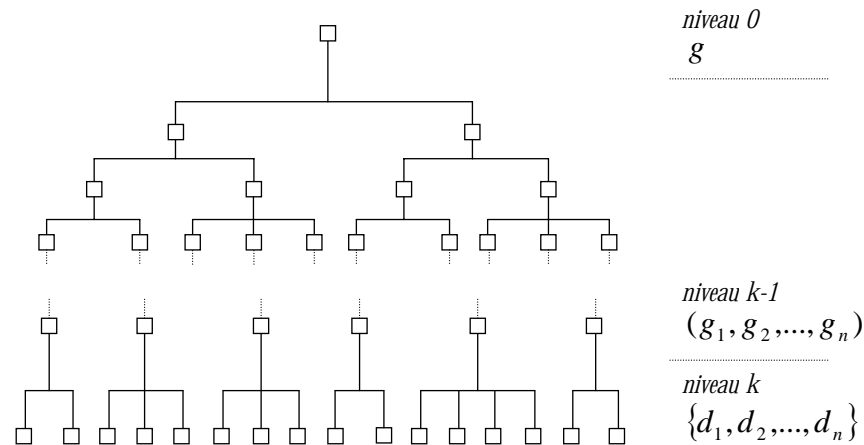 niveau 0
g
niveau k-1
(g₁, g₂,..., gₙ)
niveau k
{d₁, d₂,..., dₙ}